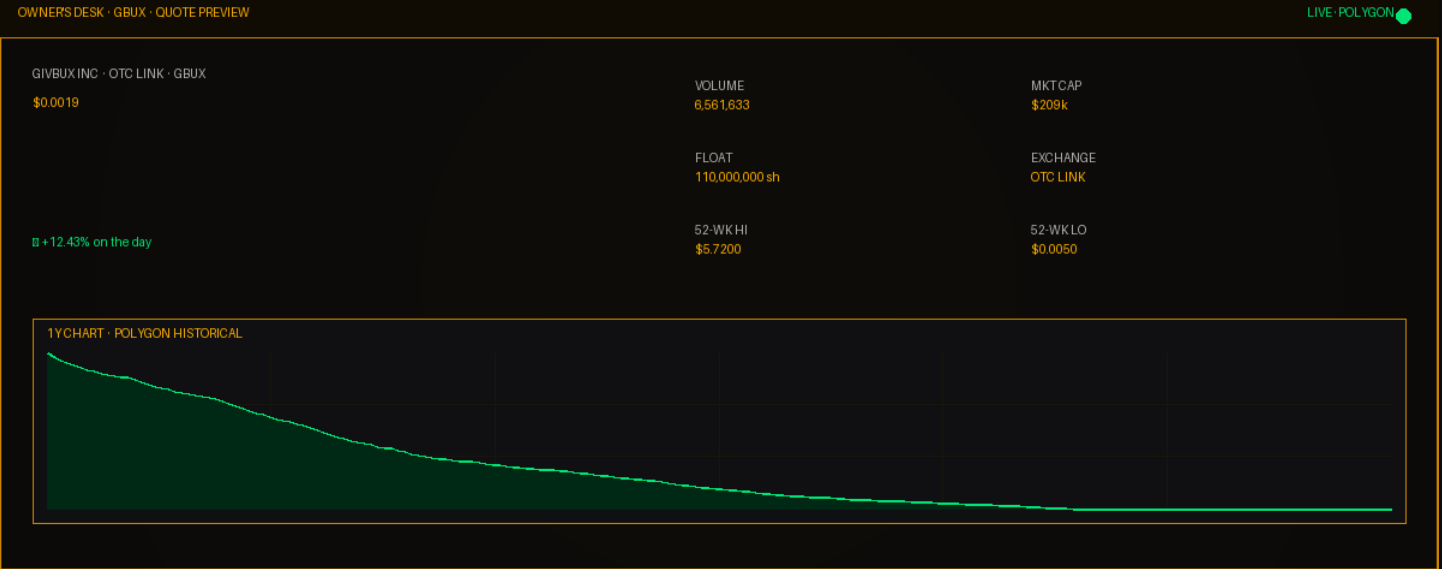 OWNER'S DESK · GBUX · QUOTE PREVIEW
LIVE · POLYGON
GIVBUX INC · OTC LINK · GBUX
$0.0019
+12.43% on the day
VOLUME
6,561,633
MKT CAP
$209k
FLOAT
110,000,000 sh
EXCHANGE
OTC LINK
52-WK HI
$5.7200
52-WK LO
$0.0050
1Y CHART · POLYGON HISTORICAL